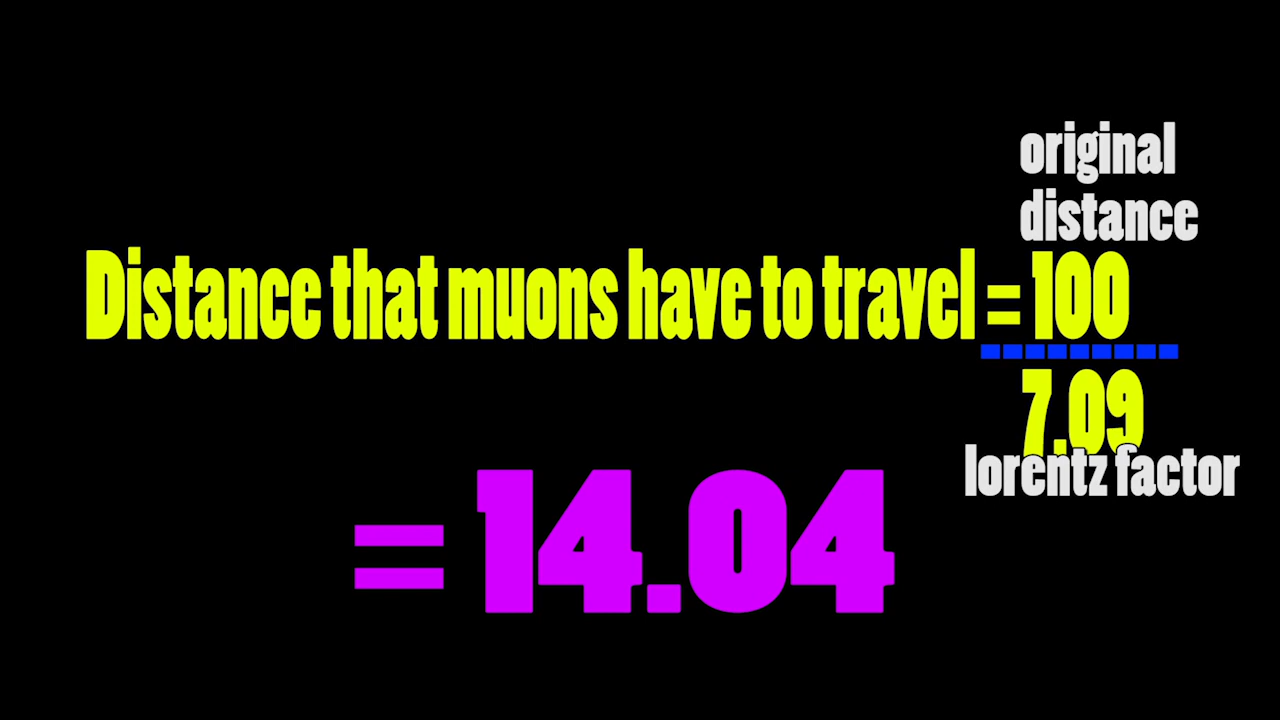 original
distance
Distance that muons have to travel = 100
7.09
lorentz factor
= 14.04